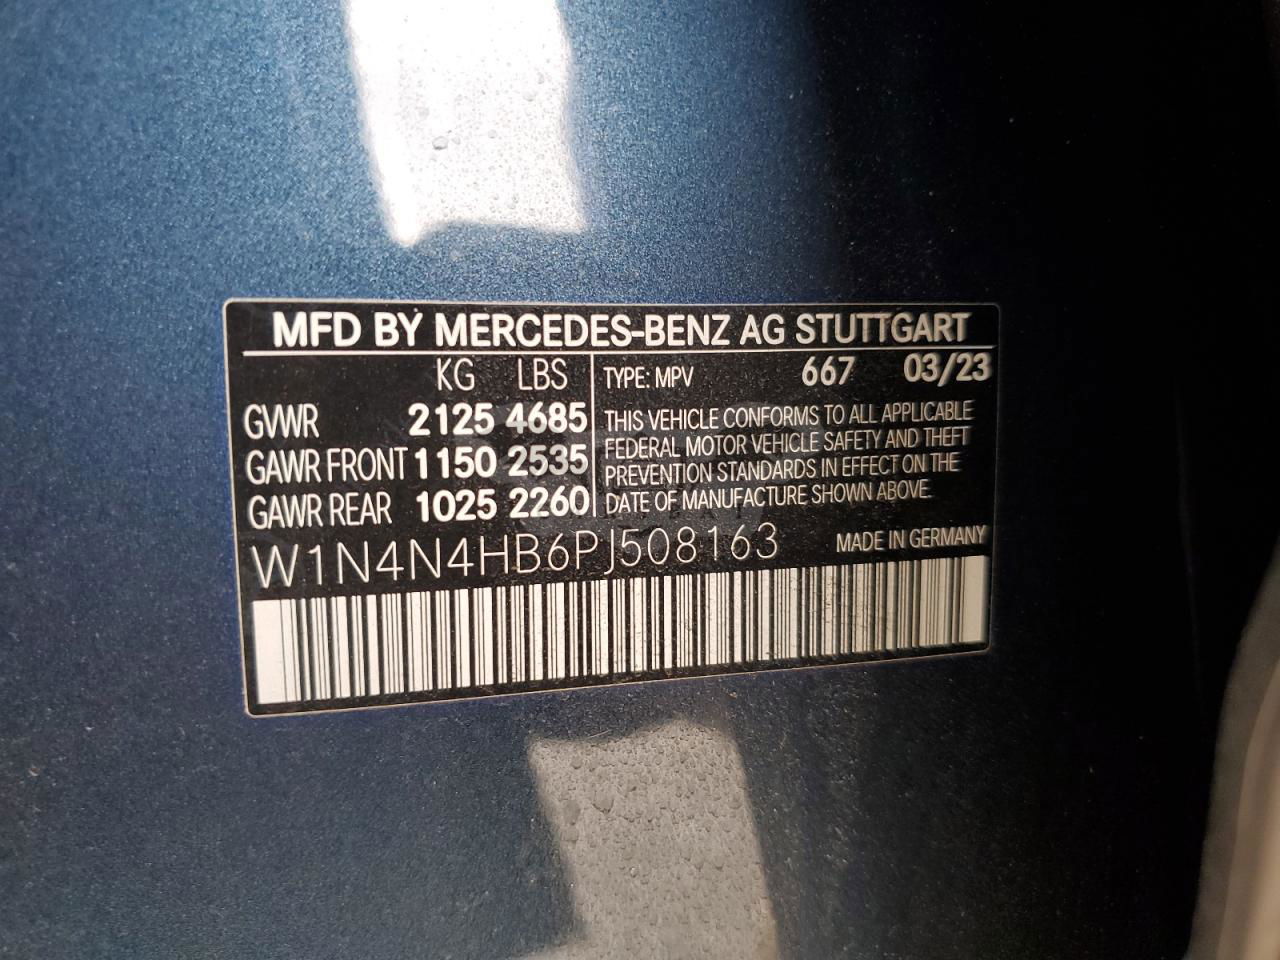 MFD BY MERCEDES-BENZ AG STUTTGART
KG LBS
GVWR 2125 4685
GAWR FRONT 1150 2535
GAWR REAR 1025 2260
TYPE: MPV 667 03/23
THIS VEHICLE CONFORMS TO ALL APPLICABLE
FEDERAL MOTOR VEHICLE SAFETY AND THEFT
PREVENTION STANDARDS IN EFFECT ON THE
DATE OF MANUFACTURE SHOWN ABOVE.
W1N4N4HB6PJ508163 MADE IN GERMANY